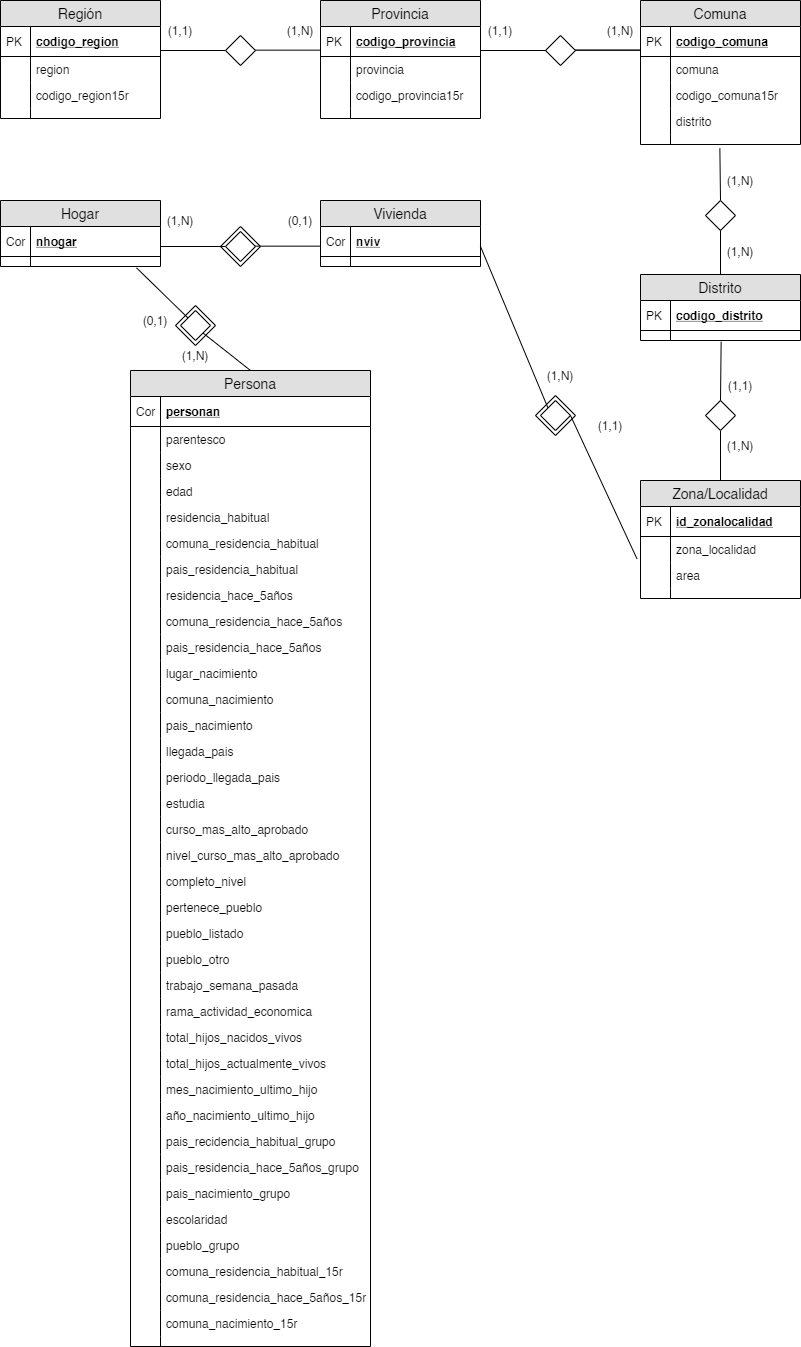 Región
PK codigo_region
region
codigo_region15r
(1,1)
(1,N)
Provincia
PK codigo_provincia
provincia
codigo_provincia15r
(1,1)
(1,N)
Comuna
PK codigo_comuna
comuna
codigo_comuna15r
distrito
(1,N)
(1,N)
Hogar
Cor nhogar
(1,N)
(0,1)
Vivienda
Cor nviv
Distrito
PK codigo_distrito
(0,1)
(1,N)
(1,N)
(1,1)
(1,1)
(1,N)
Zona/Localidad
PK id_zonalocalidad
zona_localidad
area
Persona
Cor personan
parentesco
sexo
edad
residencia_habitual
comuna_residencia_habitual
pais_residencia_habitual
residencia_hace_5años
comuna_residencia_hace_5años
pais_residencia_hace_5años
lugar_nacimiento
comuna_nacimiento
pais_nacimiento
llegada_pais
periodo_llegada_pais
estudia
curso_mas_alto_aprobado
nivel_curso_mas_alto_aprobado
completo_nivel
pertenece_pueblo
pueblo_listado
pueblo_otro
trabajo_semana_pasada
rama_actividad_economica
total_hijos_nacidos_vivos
total_hijos_actualmente_vivos
mes_nacimiento_ultimo_hijo
año_nacimiento_ultimo_hijo
pais_recidencia_habitual_grupo
pais_residencia_hace_5años_grupo
pais_nacimiento_grupo
escolaridad
pueblo_grupo
comuna_residencia_habitual_15r
comuna_residencia_hace_5años_15r
comuna_nacimiento_15r